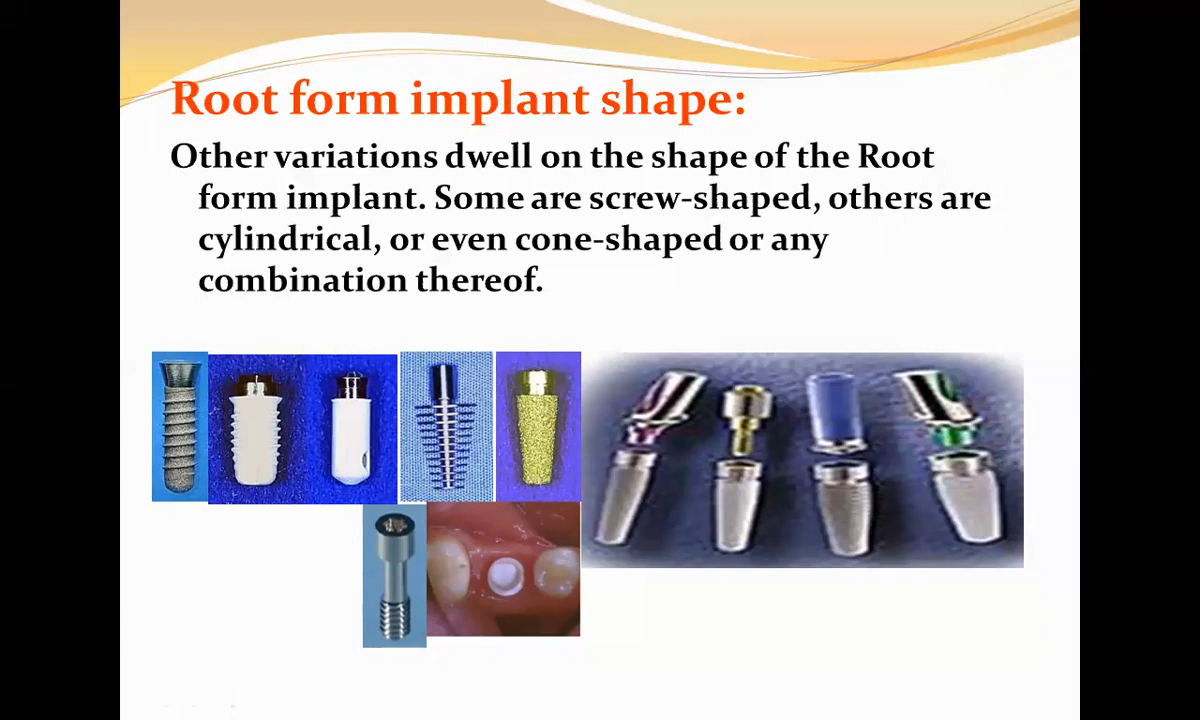 Root form implant shape:
Other variations dwell on the shape of the Root
form implant. Some are screw-shaped, others are
cylindrical, or even cone-shaped or any
combination thereof.